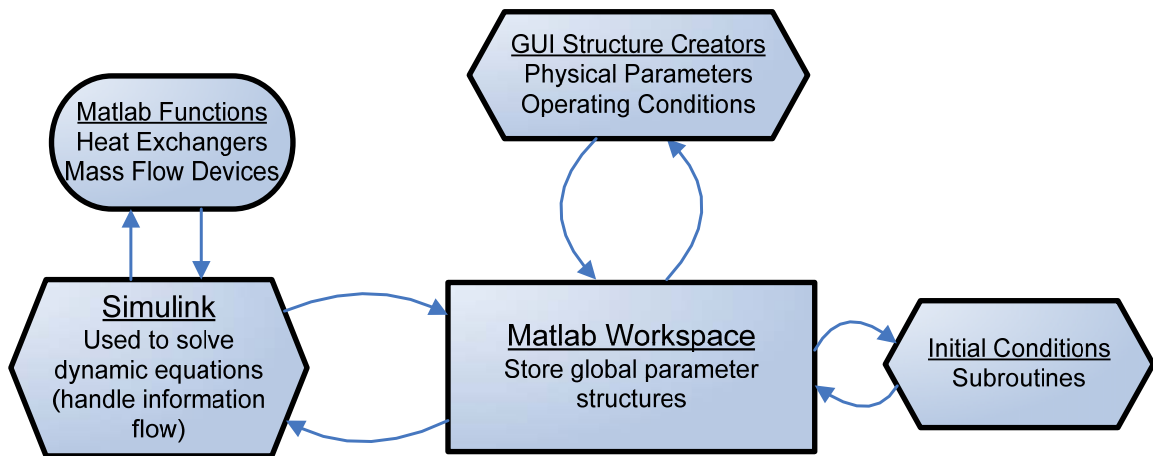 GUI Structure Creators
Physical Parameters
Operating Conditions
Matlab Functions
Heat Exchangers
Mass Flow Devices
Simulink
Used to solve
dynamic equations
(handle information
flow)
Matlab Workspace
Store global parameter
structures
Initial Conditions
Subroutines